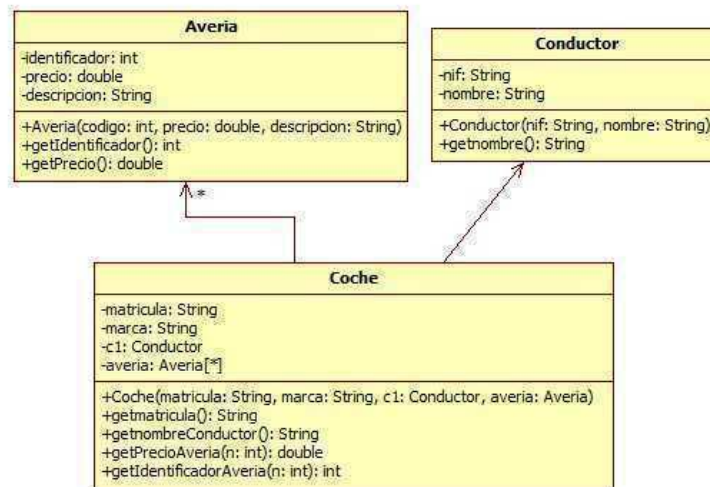 Averia
-identificador: int
-precio: double
-descripcion: String
+Averia(codigo: int, precio: double, descripcion: String)
+getIdentificador(): int
+getPrecio(): double
Conductor
-nif: String
-nombre: String
+Conductor(nif: String, nombre: String)
+getnombre(): String
*
Coche
-matricula: String
-marca: String
-c1: Conductor
-averia: Averia[*]
+Coche(matricula: String, marca: String, c1: Conductor, averia: Averia)
+getmatricula(): String
+getnombreConductor(): String
+getPrecioAveria(n: int): double
+getIdentificadorAveria(n: int): int